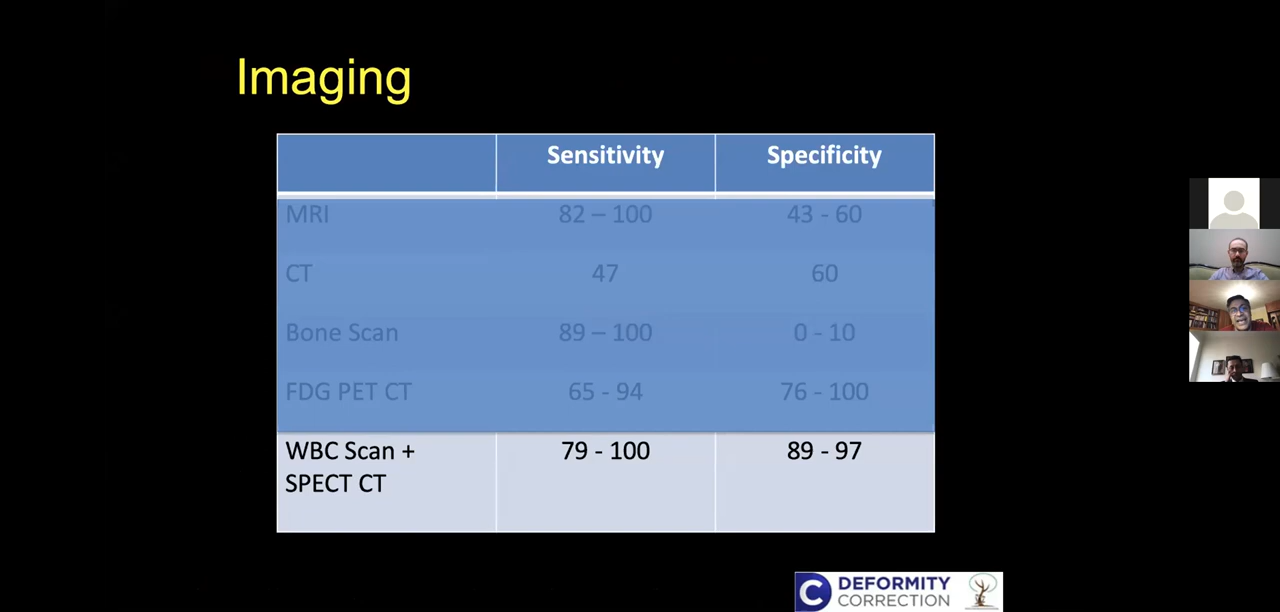 Imaging
Sensitivity Specificity
MRI 82 – 100 43 - 60
CT 47 60
Bone Scan 89 – 100 0 - 10
FDG PET CT 65 - 94 76 - 100
WBC Scan + 79 - 100 89 - 97
SPECT CT
C DEFORMITY
CORRECTION